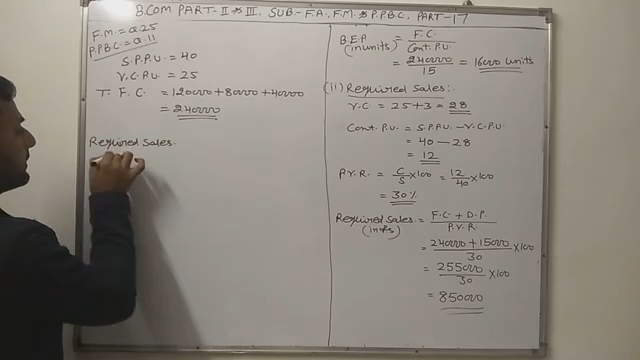 B.COM PART-II & III. SUB-F.A, F.M & P.P.B.C. PART-17
F.M. = Q.25
P.P.B.C = Q.11
S.P.P.U = 40
V.C.P.U. = 25
T. F. C. = 120000+80000+40000
= 240000
Required Sales.
B.E.P (in units) = F.C. / Cont. P.U.
= 240000 / 15 = 16000 units
(ii) Required Sales:.
V.C. = 25+3 = 28
Cont. P.U. = S.P.P.U - V.C.P.U
= 40 - 28
= 12
P.V.R. = C/S ×100 = 12/40 ×100
= 30%
Required Sales = F.C + D.P. / P.V.R.
= 240000 + 15000 / 30 ×100
= 255000 / 30 ×100
= 850000